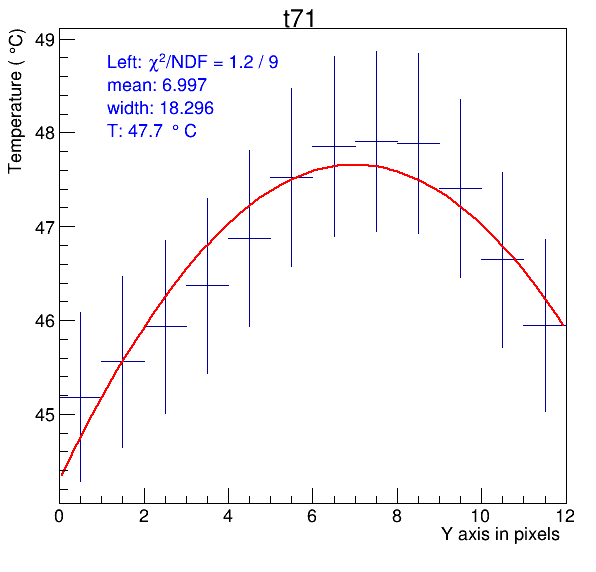 t71
Left: χ²/NDF = 1.2 / 9
mean: 6.997
width: 18.296
T: 47.7 ° C
Temperature ( °C)
49
48
47
46
45
0 2 4 6 8 10 12
Y axis in pixels